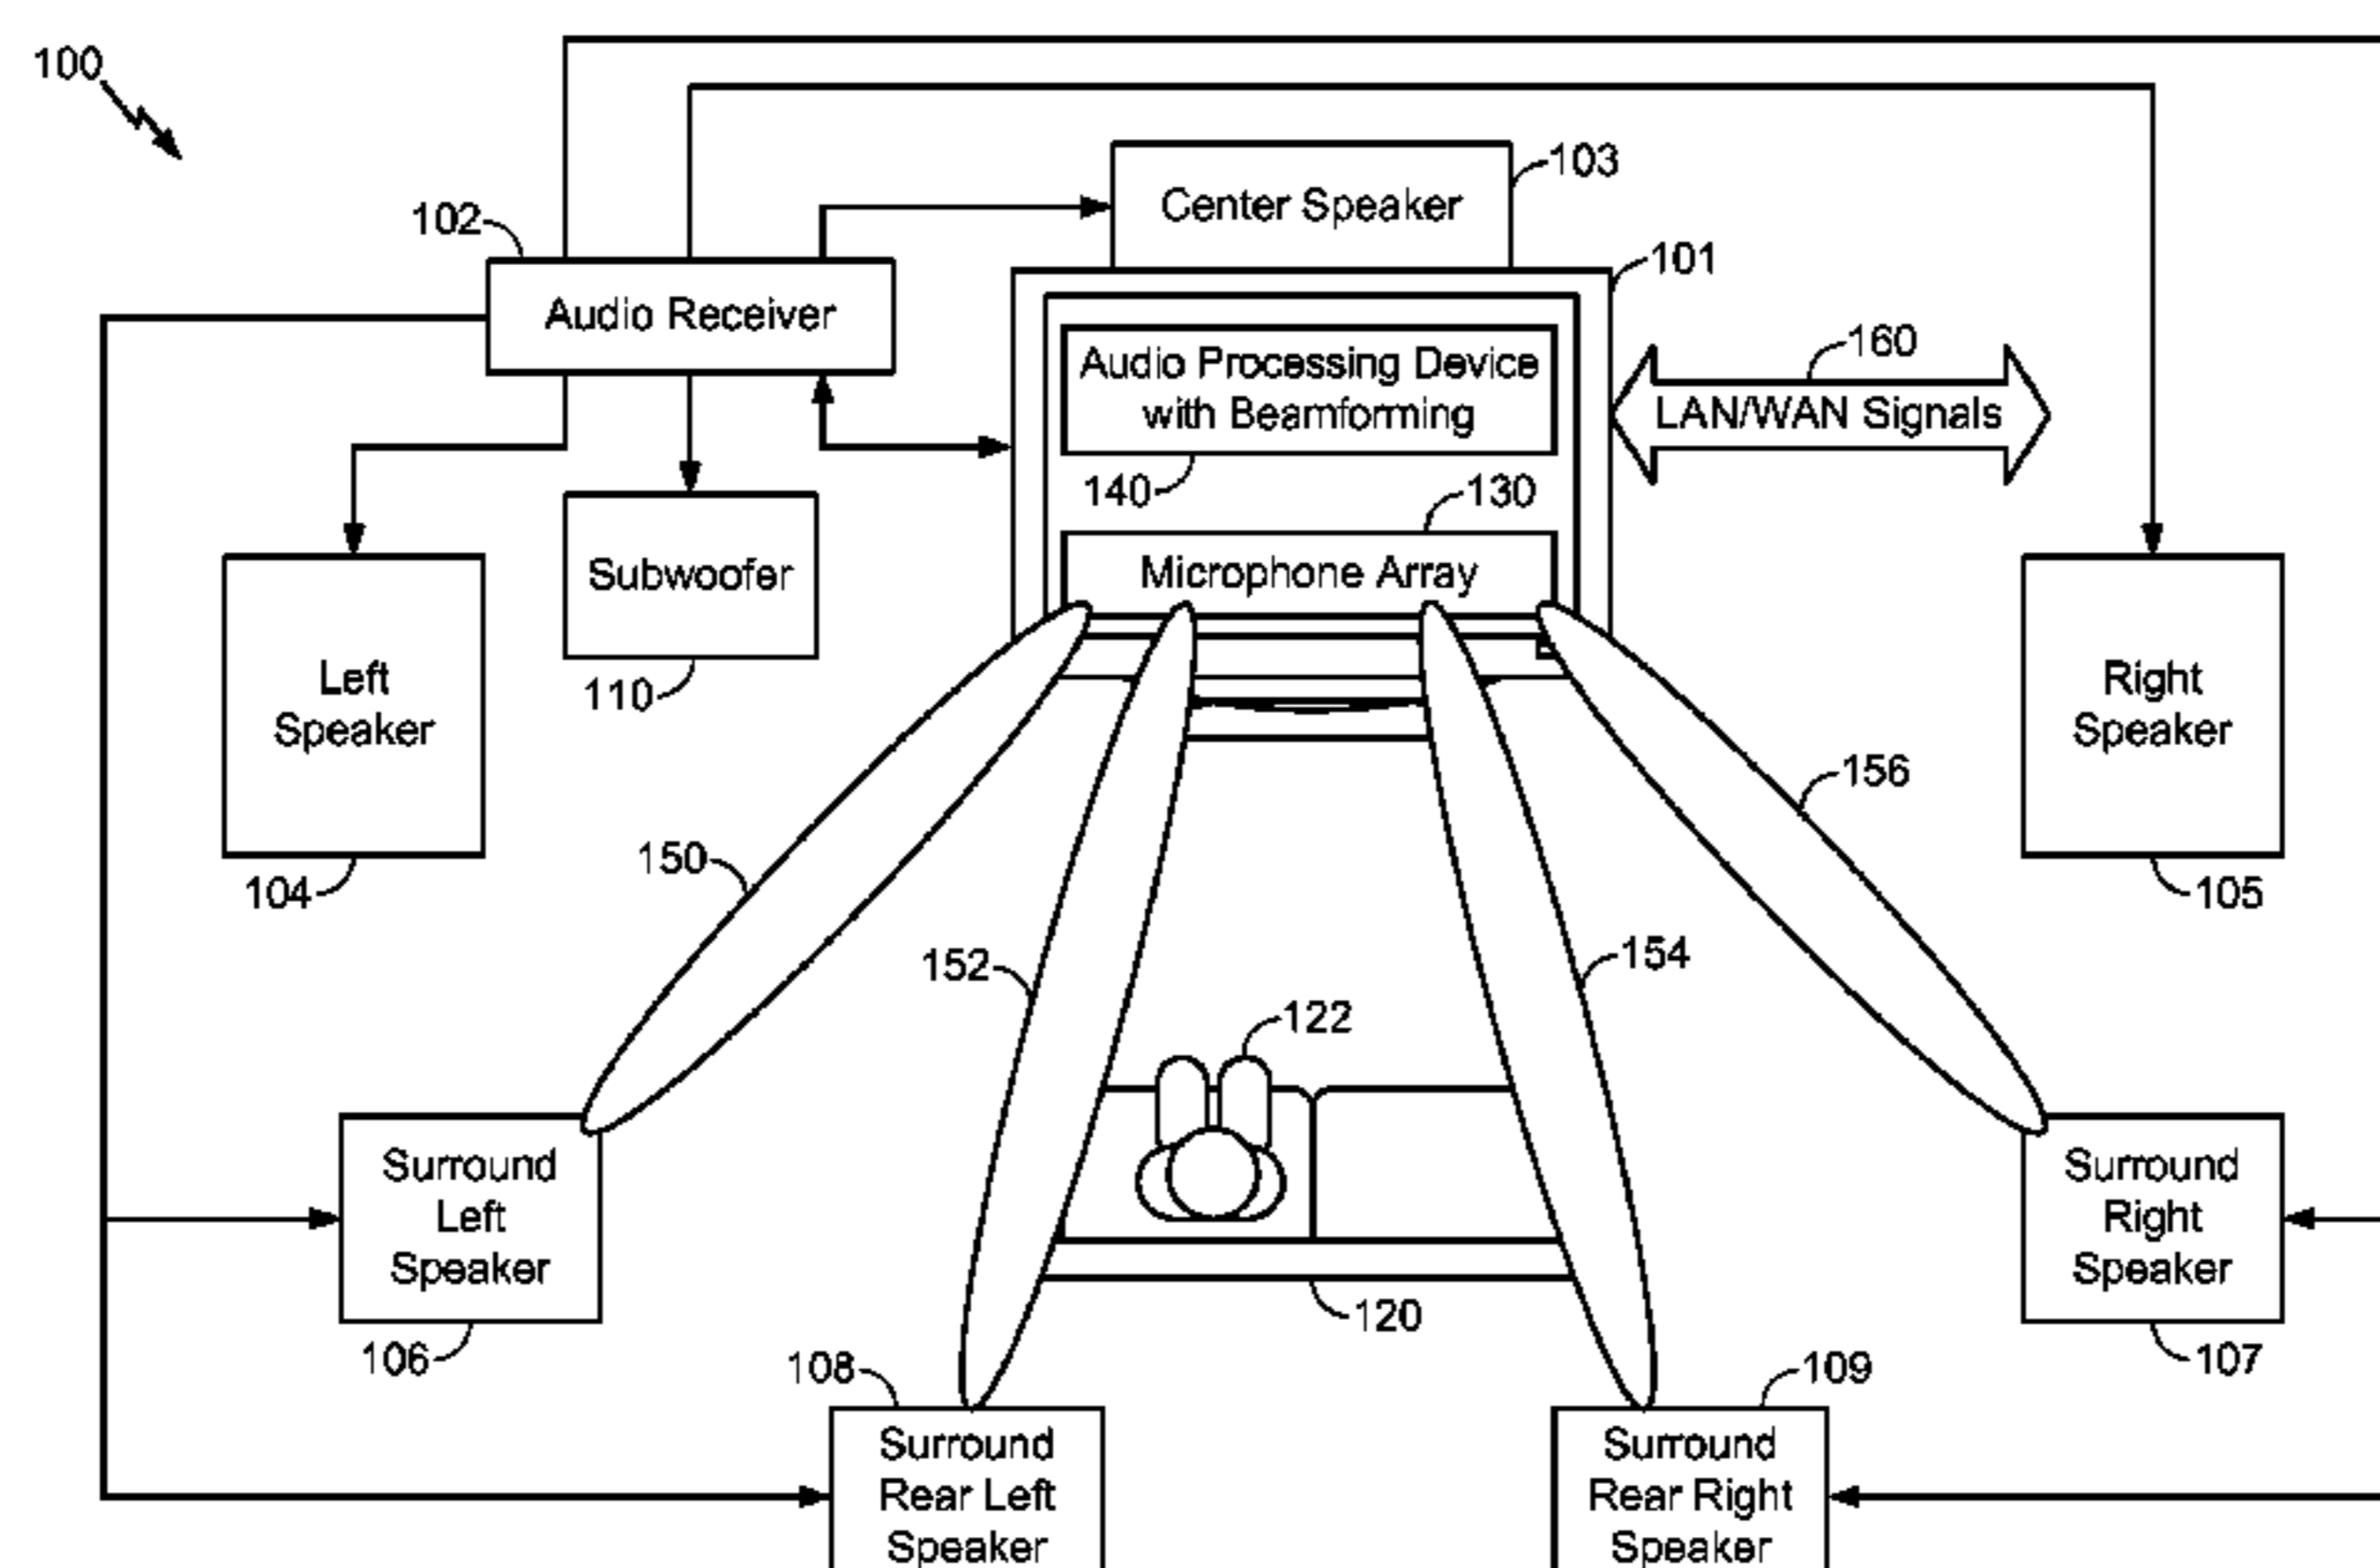 100
102
103
Center Speaker
101
Audio Receiver
Audio Processing Device
with Beamforming
160
LAN/WAN Signals
140
130
Microphone Array
Subwoofer
110
Left
Speaker
104
Right
Speaker
105
150
156
152
154
122
Surround
Left
Speaker
106
Surround
Right
Speaker
107
120
108
109
Surround
Rear Left
Speaker
Surround
Rear Right
Speaker